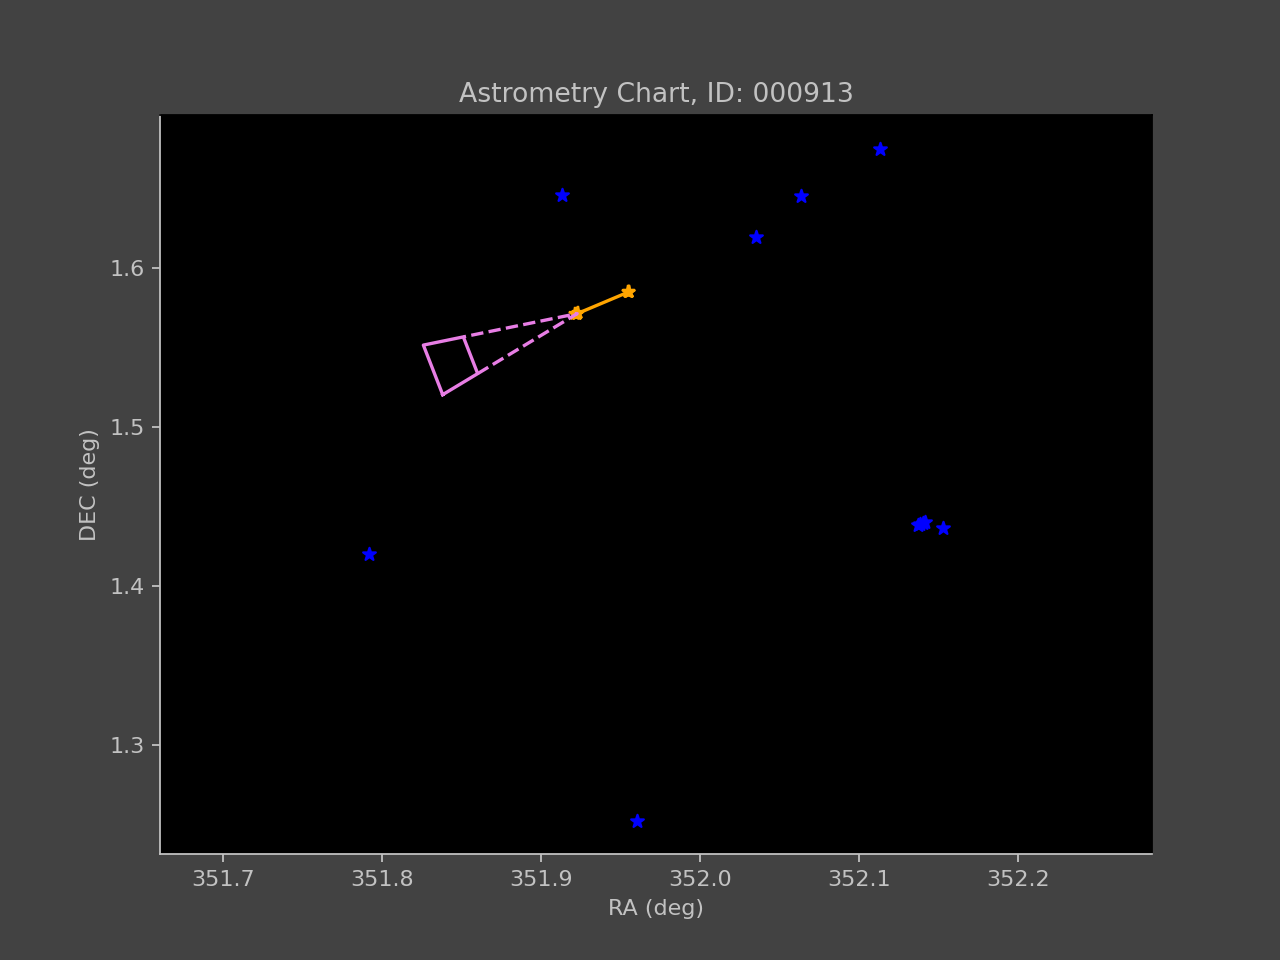 Astrometry Chart, ID: 000913
1.6
1.5
1.4
1.3
DEC (deg)
351.7 351.8 351.9 352.0 352.1 352.2
RA (deg)